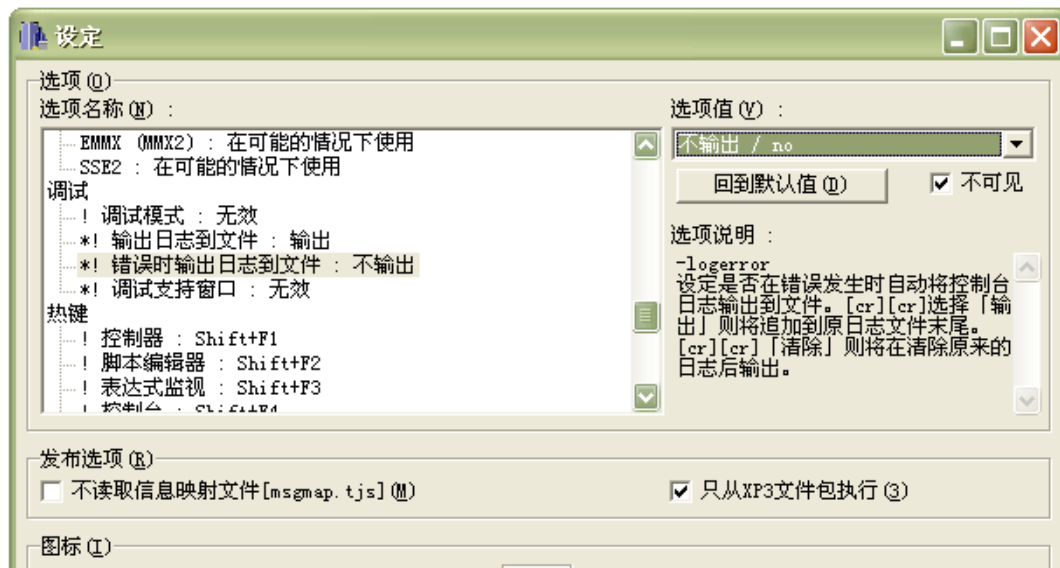 设定
选项(O)
选项名称(N) :
EMMX (MMX2) : 在可能的情况下使用
SSE2 : 在可能的情况下使用
调试
! 调试模式 : 无效
*! 输出日志到文件 : 输出
*! 错误时输出日志到文件 : 不输出
*! 调试支持窗口 : 无效
热键
! 控制器 : Shift+F1
! 脚本编辑器 : Shift+F2
! 表达式监视 : Shift+F3
! 控制台 : Shift+F4
选项值(V) :
不输出 / no
回到默认值(D)
不可见
选项说明 :
-logerror
设定是否在错误发生时自动将控制台
日志输出到文件。[cr][cr]选择「输
出」则将追加到原日志文件末尾。
[cr][cr]「清除」则将在清除原来的
日志后输出。
发布选项(R)
不读取信息映射文件[msgmap.tjs](M)
只从XP3文件包执行(3)
图标(I)